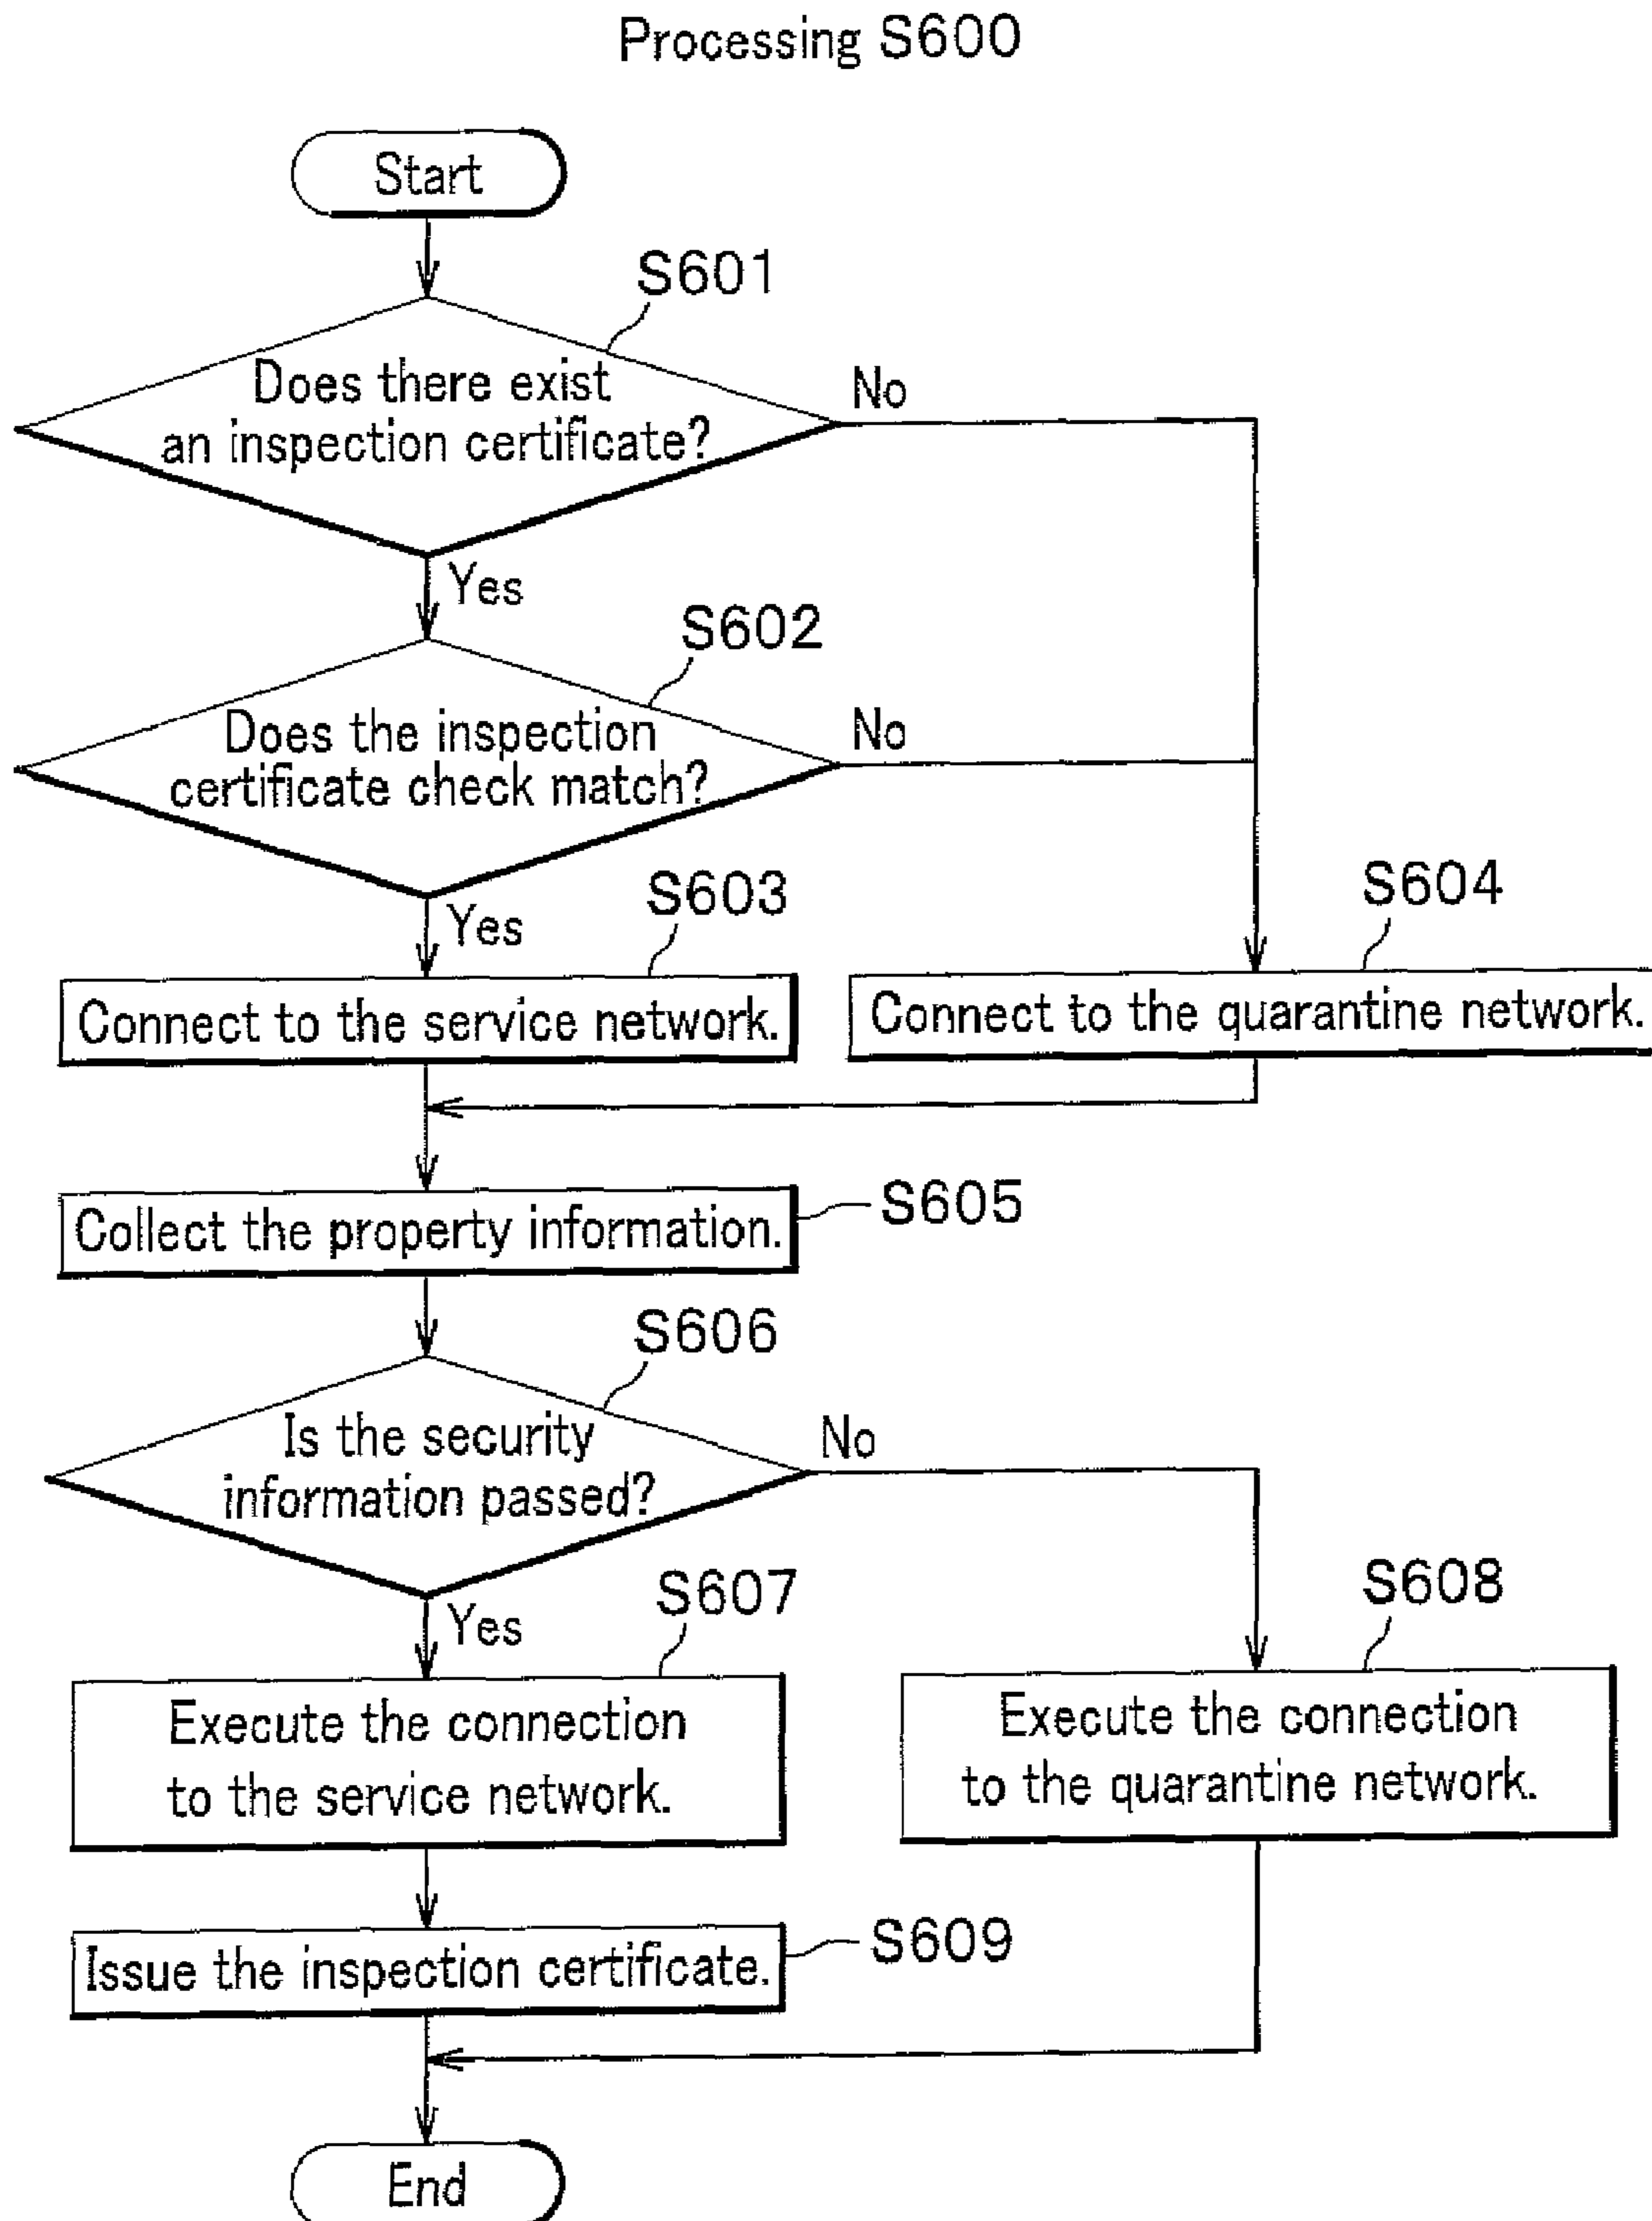 Processing S600
Start
S601
Does there exist
an inspection certificate?
No
Yes
S602
Does the inspection
certificate check match?
No
Yes
S603
S604
Connect to the service network.
Connect to the quarantine network.
Collect the property information.
S605
S606
Is the security
information passed?
No
Yes
S607
S608
Execute the connection
to the service network.
Execute the connection
to the quarantine network.
Issue the inspection certificate.
S609
End